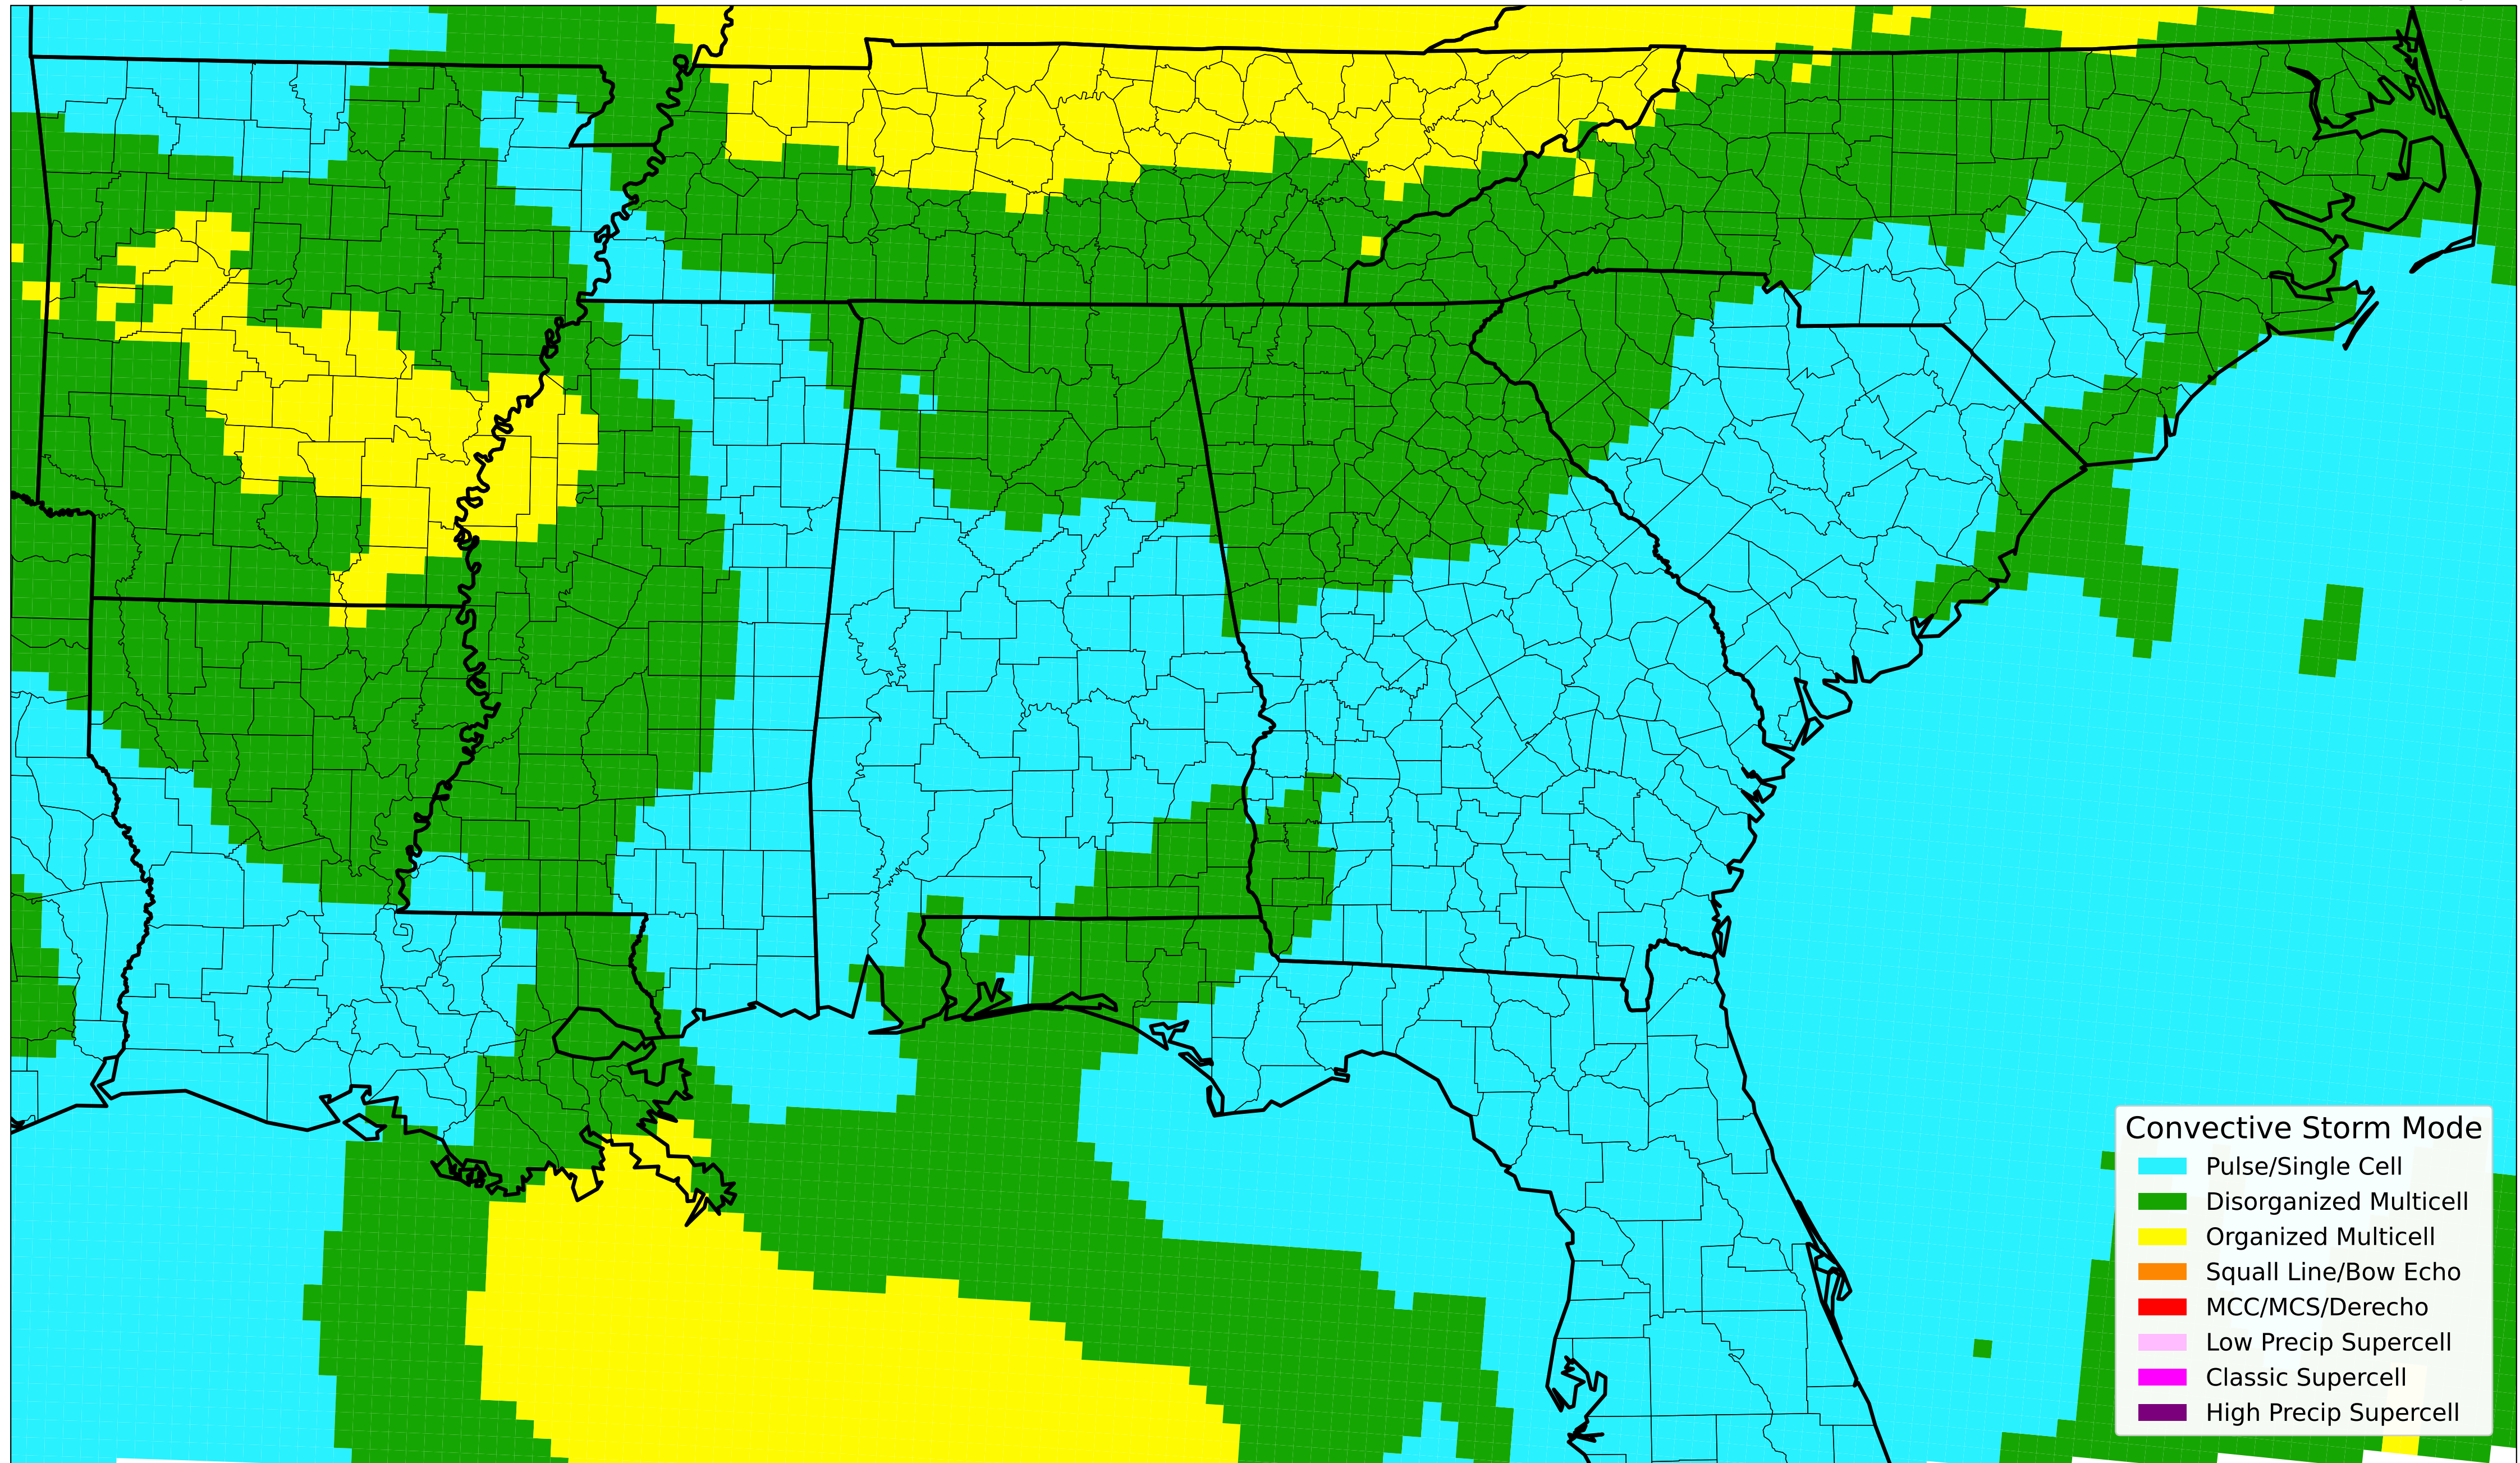 Convective Storm Mode
Pulse/Single Cell
Disorganized Multicell
Organized Multicell
Squall Line/Bow Echo
MCC/MCS/Derecho
Low Precip Supercell
Classic Supercell
High Precip Supercell